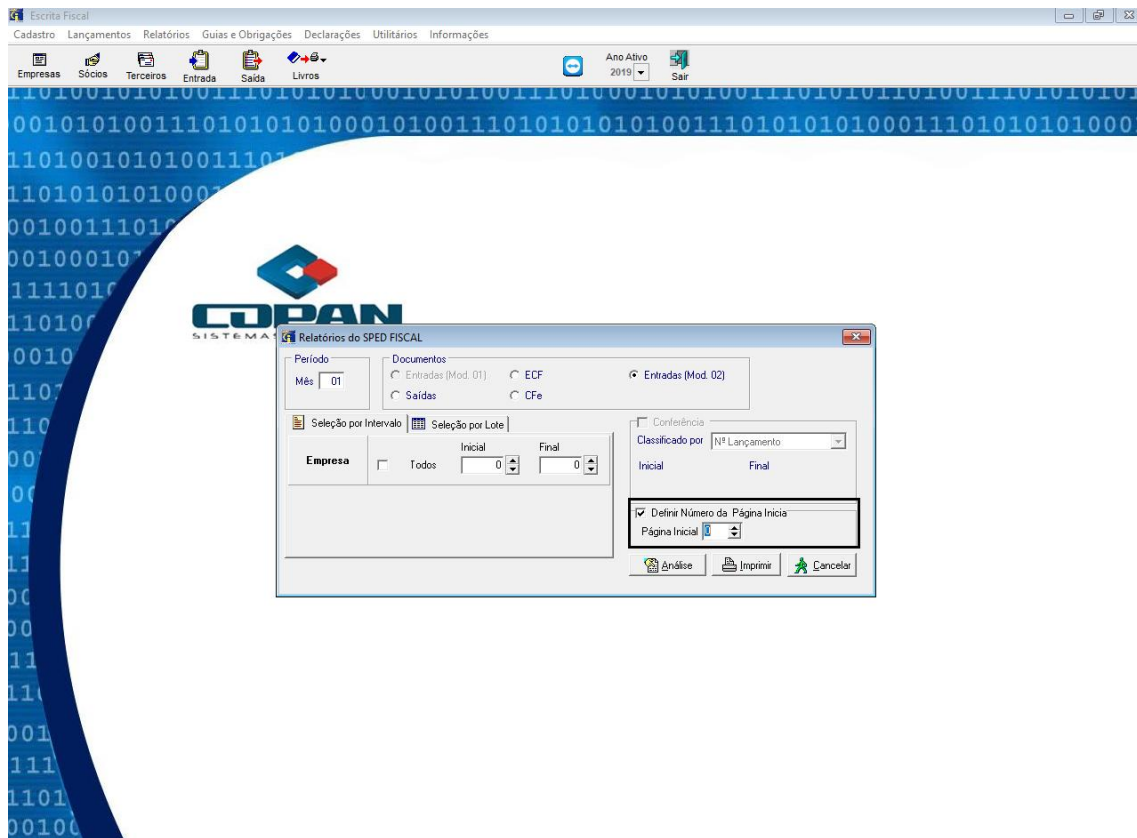 Escrita Fiscal
Cadastro Lançamentos Relatórios Guias e Obrigações Declarações Utilitários Informações
Empresas Sócios Terceiros Entrada Saída Livros Ano Ativo 2019 Sair
COPAN
SISTEMAS
Relatórios do SPED FISCAL
Período
Mês 01
Documentos
Entradas (Mod. 01) ECF Entradas (Mod. 02)
Saídas CFe
Seleção por Intervalo Seleção por Lote
Inicial Final
Empresa Todos 0 0
Conferência
Classificado por Nª Lançamento
Inicial Final
Definir Número da Página Inicia
Página Inicial 0
Análise Imprimir Cancelar